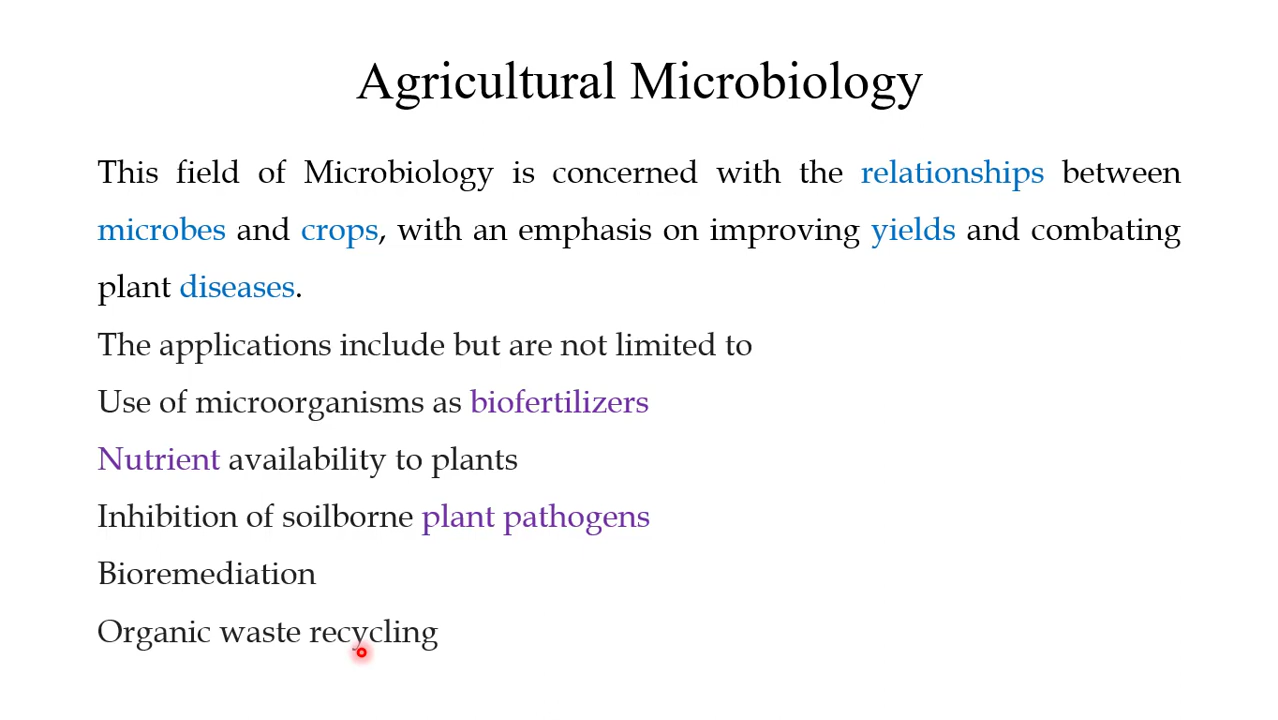 Agricultural Microbiology
This field of Microbiology is concerned with the relationships between
microbes and crops, with an emphasis on improving yields and combating
plant diseases.
The applications include but are not limited to
Use of microorganisms as biofertilizers
Nutrient availability to plants
Inhibition of soilborne plant pathogens
Bioremediation
Organic waste recycling